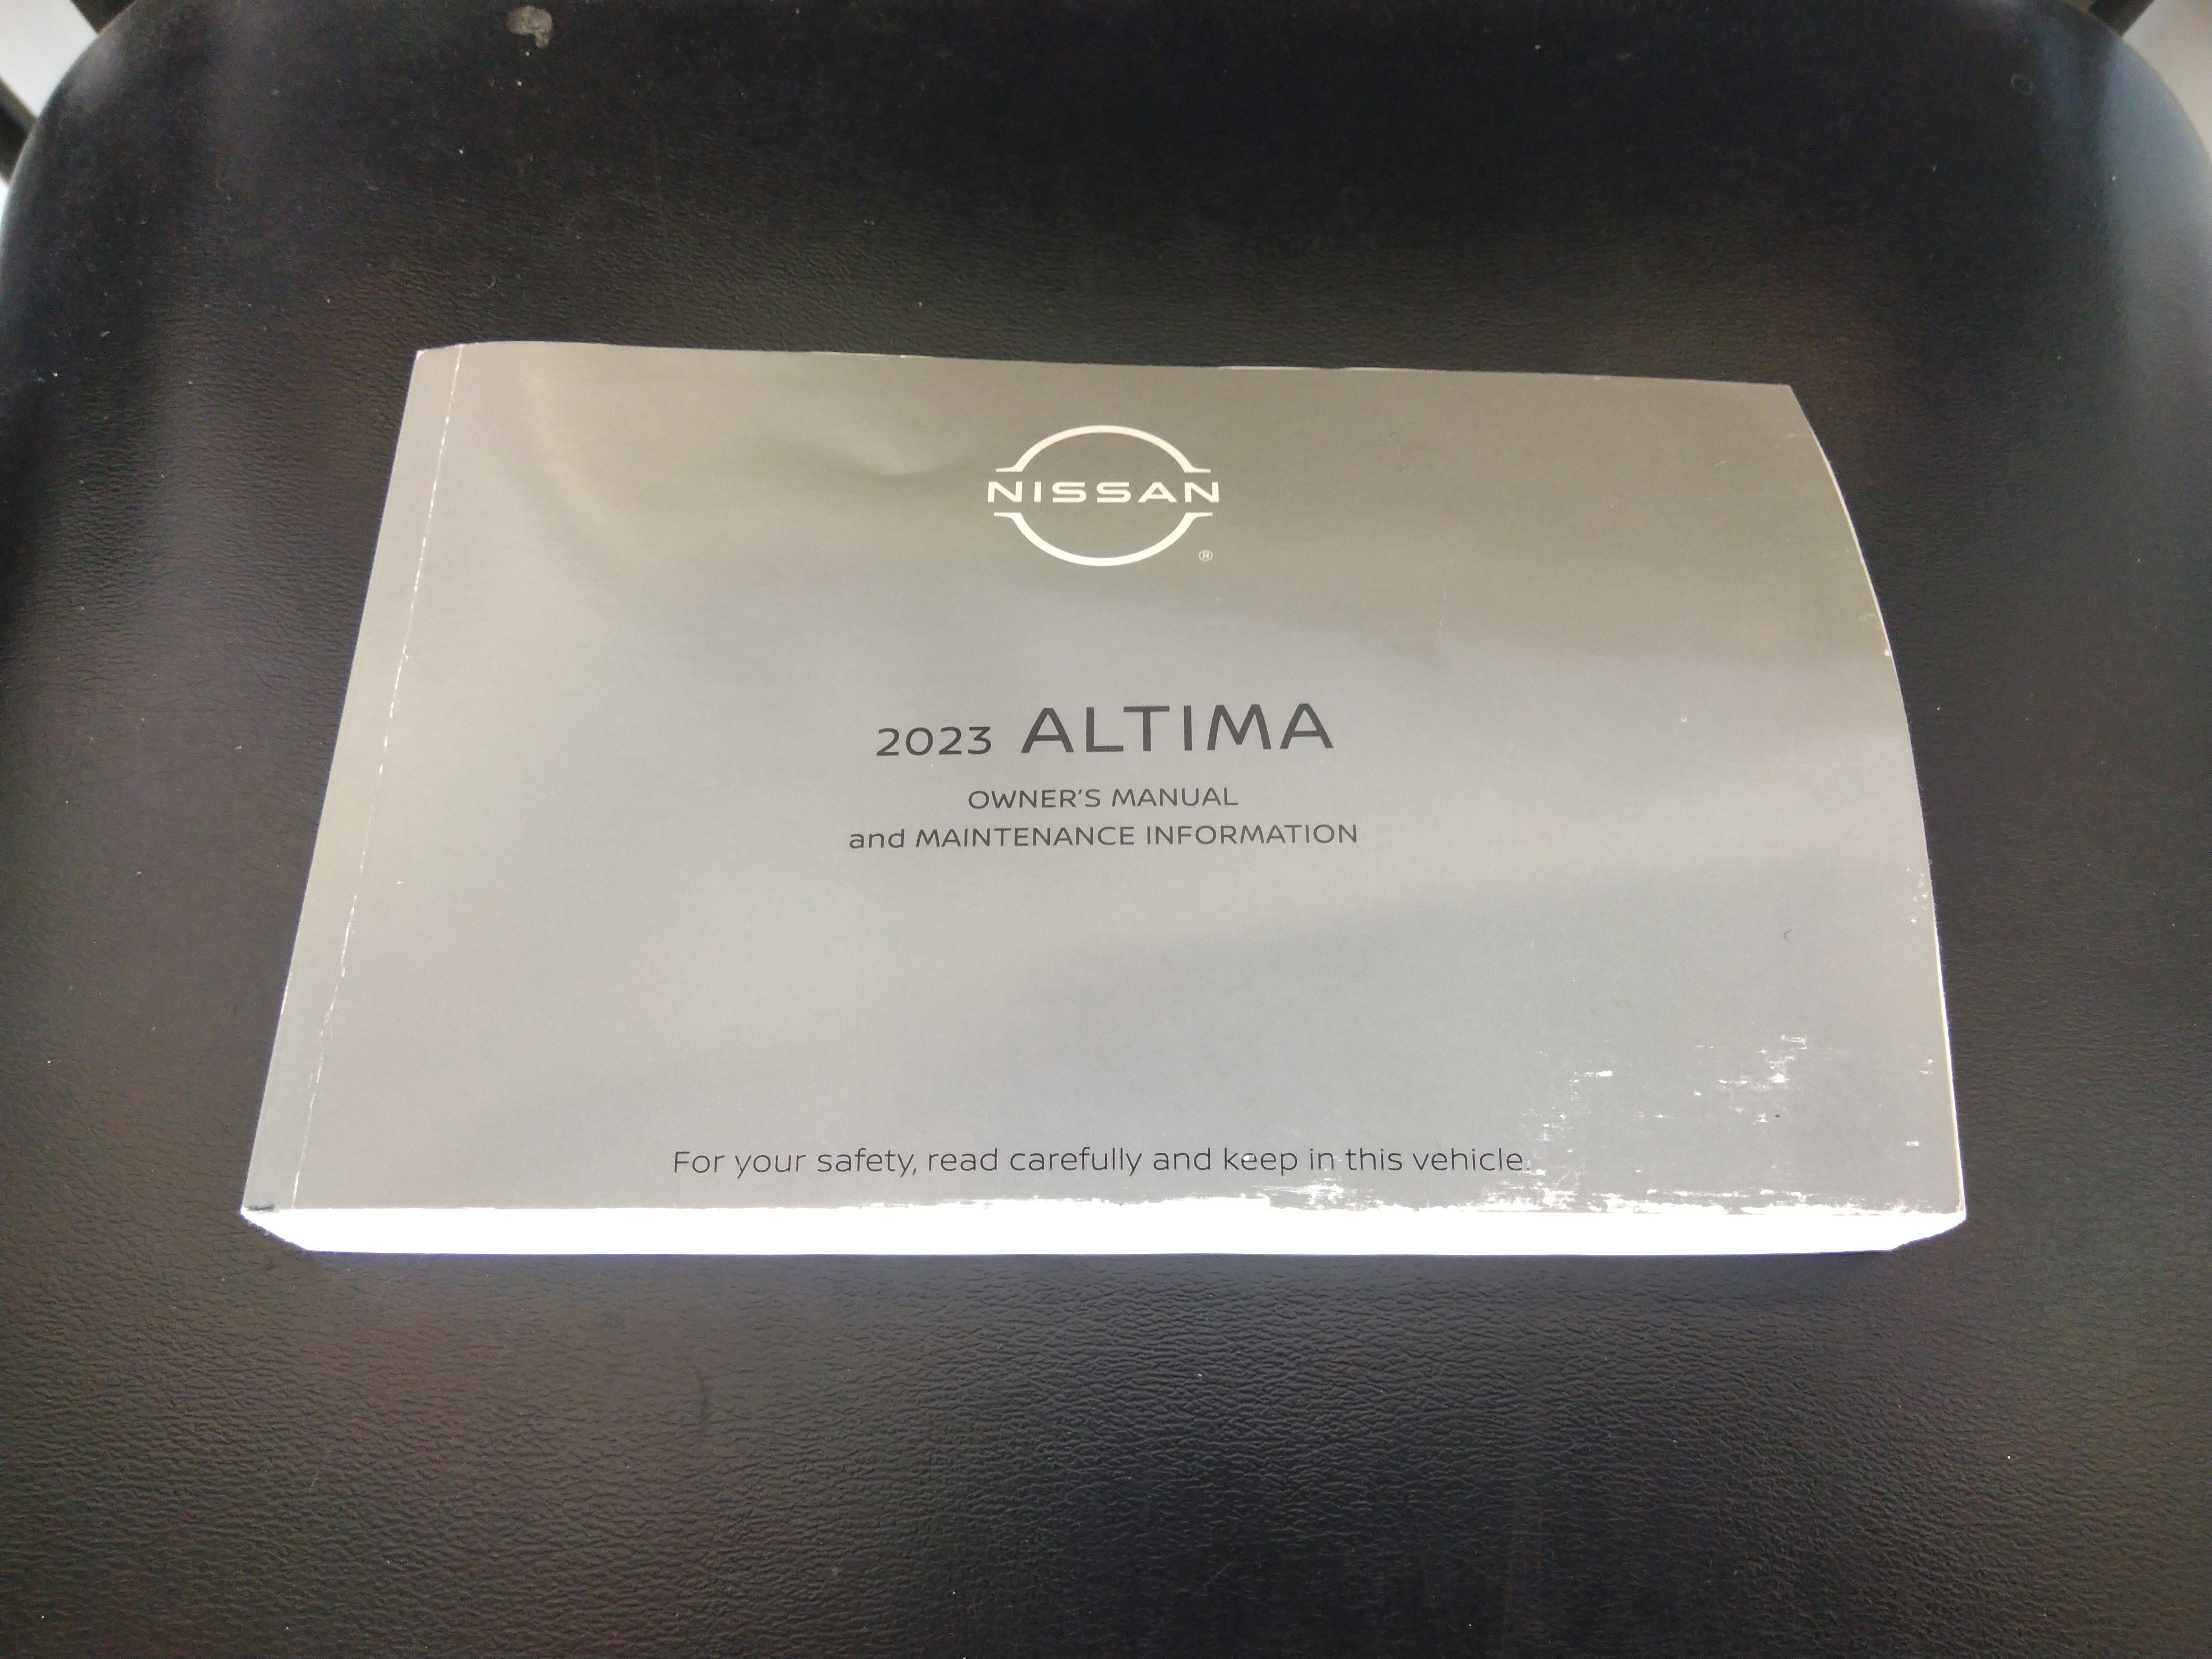 NISSAN
®
2023 ALTIMA
OWNER'S MANUAL
and MAINTENANCE INFORMATION
For your safety, read carefully and keep in this vehicle.